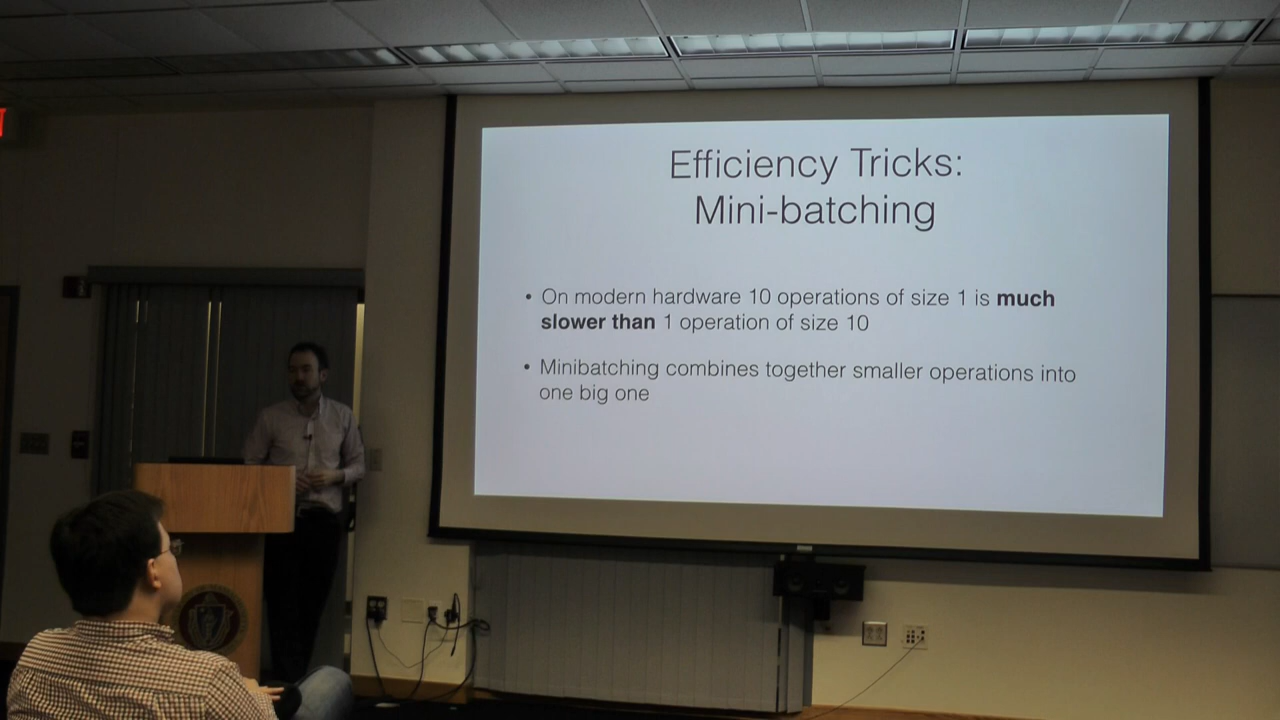 Efficiency Tricks:
Mini-batching
• On modern hardware 10 operations of size 1 is much
slower than 1 operation of size 10
• Minibatching combines together smaller operations into
one big one